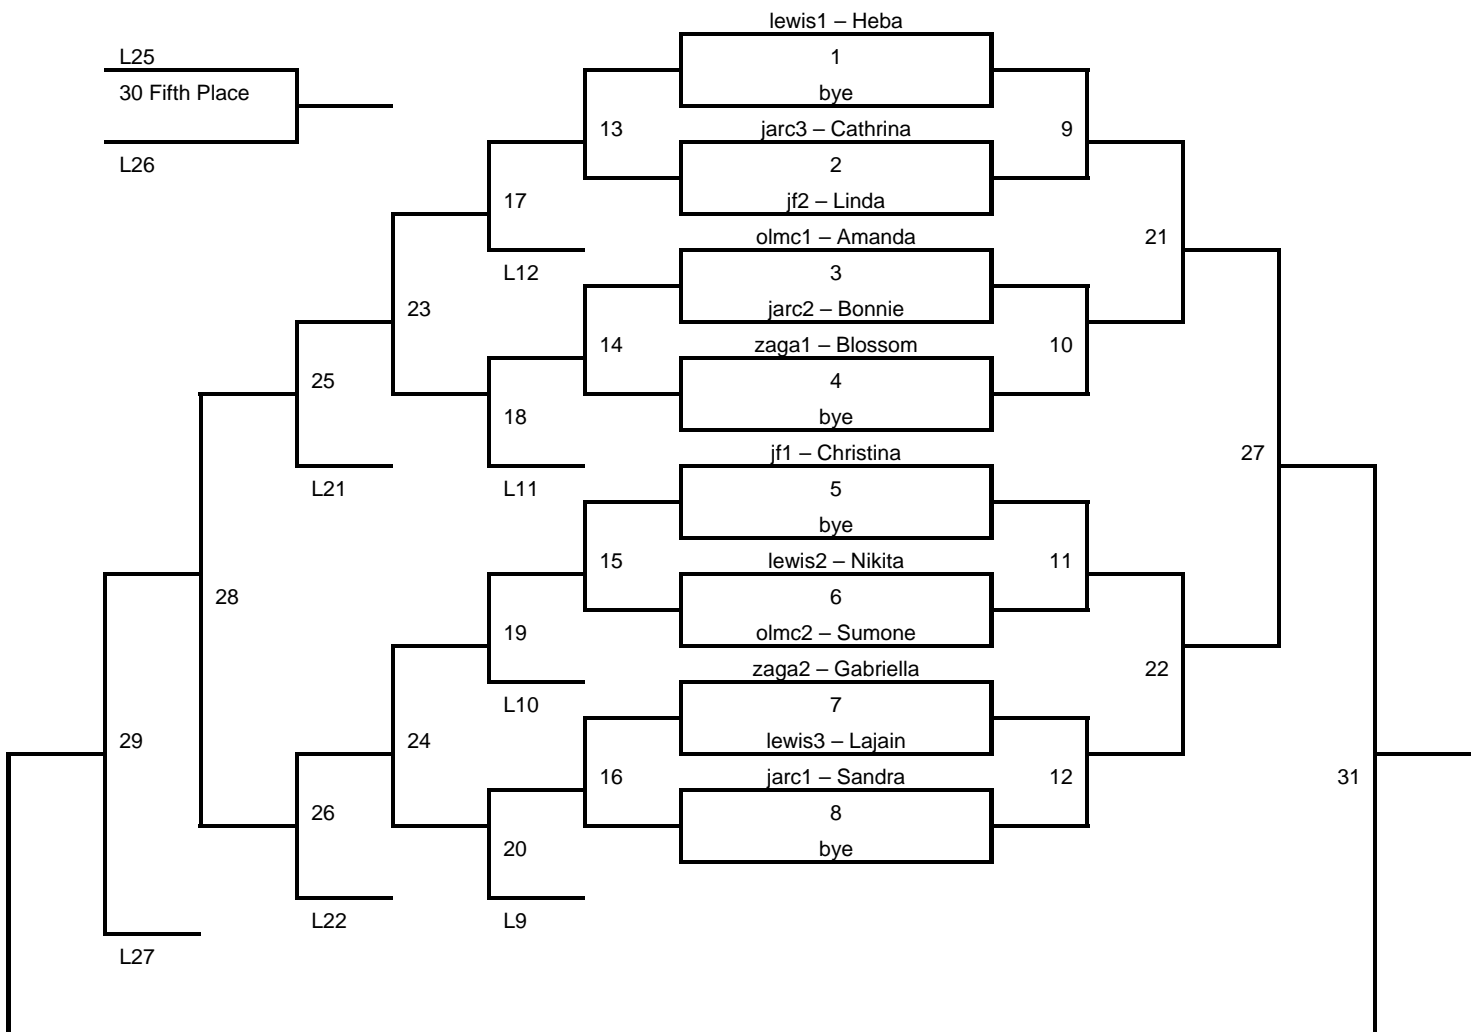 lewis1 – Heba
L25
1
30 Fifth Place
bye
13
jarc3 – Cathrina
9
L26
2
17
jf2 – Linda
olmc1 – Amanda
21
L12
3
23
jarc2 – Bonnie
14
zaga1 – Blossom
10
25
4
18
bye
jf1 – Christina
27
L21
L11
5
bye
15
lewis2 – Nikita
11
28
6
19
olmc2 – Sumone
zaga2 – Gabriella
22
L10
7
29
24
lewis3 – Lajain
16
jarc1 – Sandra
12
31
26
8
20
bye
L22
L9
L27